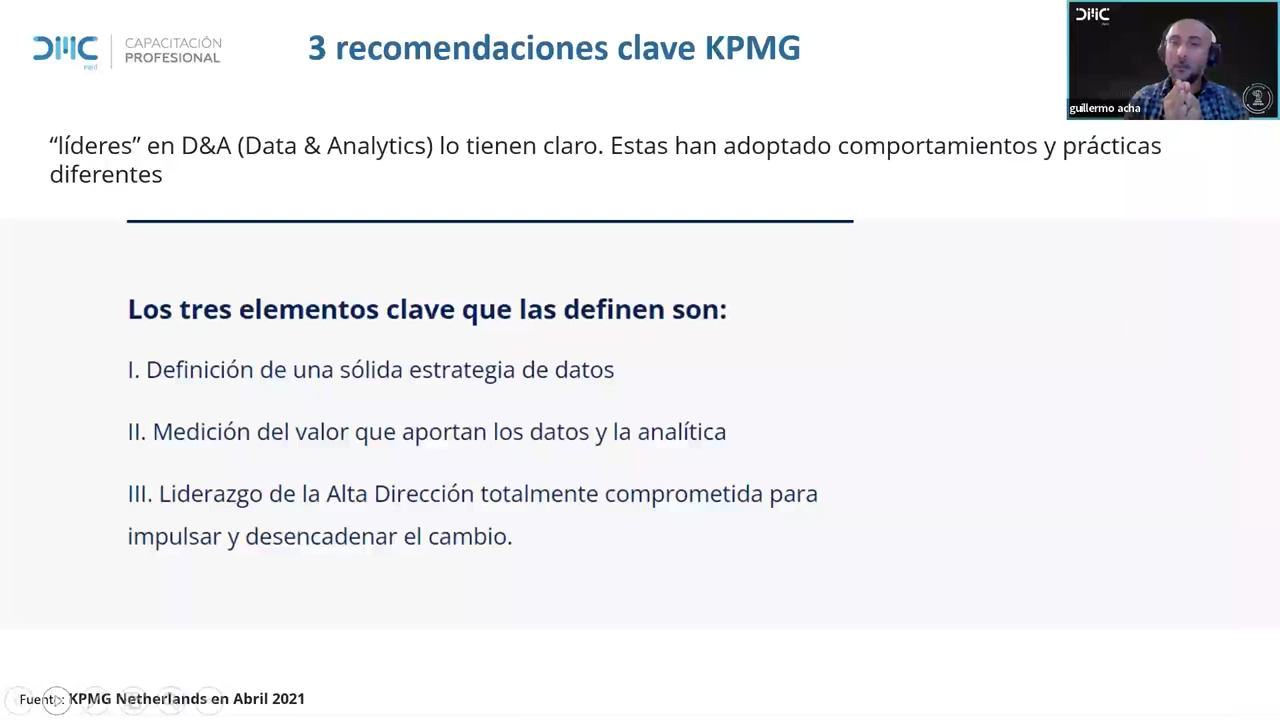 DMC
Perú
CAPACITACIÓN
PROFESIONAL
3 recomendaciones clave KPMG
DMC
guillermo acha
“líderes” en D&A (Data & Analytics) lo tienen claro. Estas han adoptado comportamientos y prácticas
diferentes
Los tres elementos clave que las definen son:
I. Definición de una sólida estrategia de datos
II. Medición del valor que aportan los datos y la analítica
III. Liderazgo de la Alta Dirección totalmente comprometida para
impulsar y desencadenar el cambio.
Fuente: KPMG Netherlands en Abril 2021